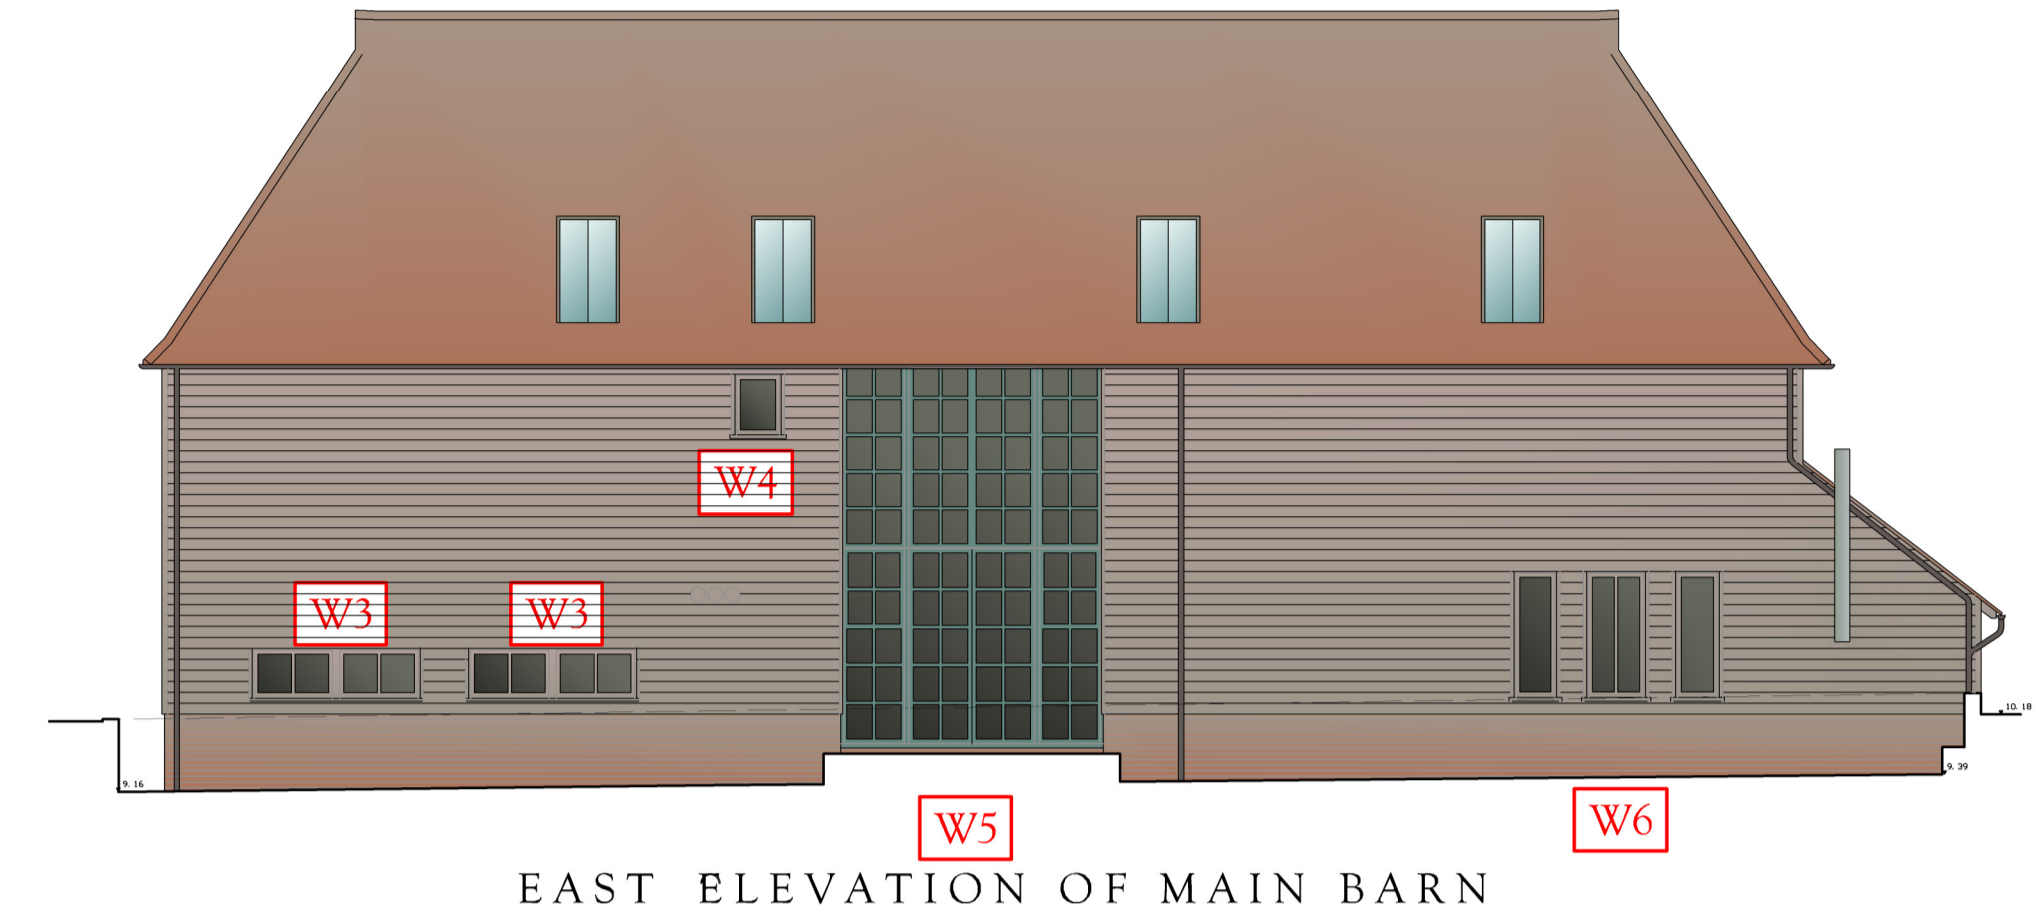 W4
W3 W3
10.18
9.39
9.16
W5 W6
EAST ELEVATION OF MAIN BARN